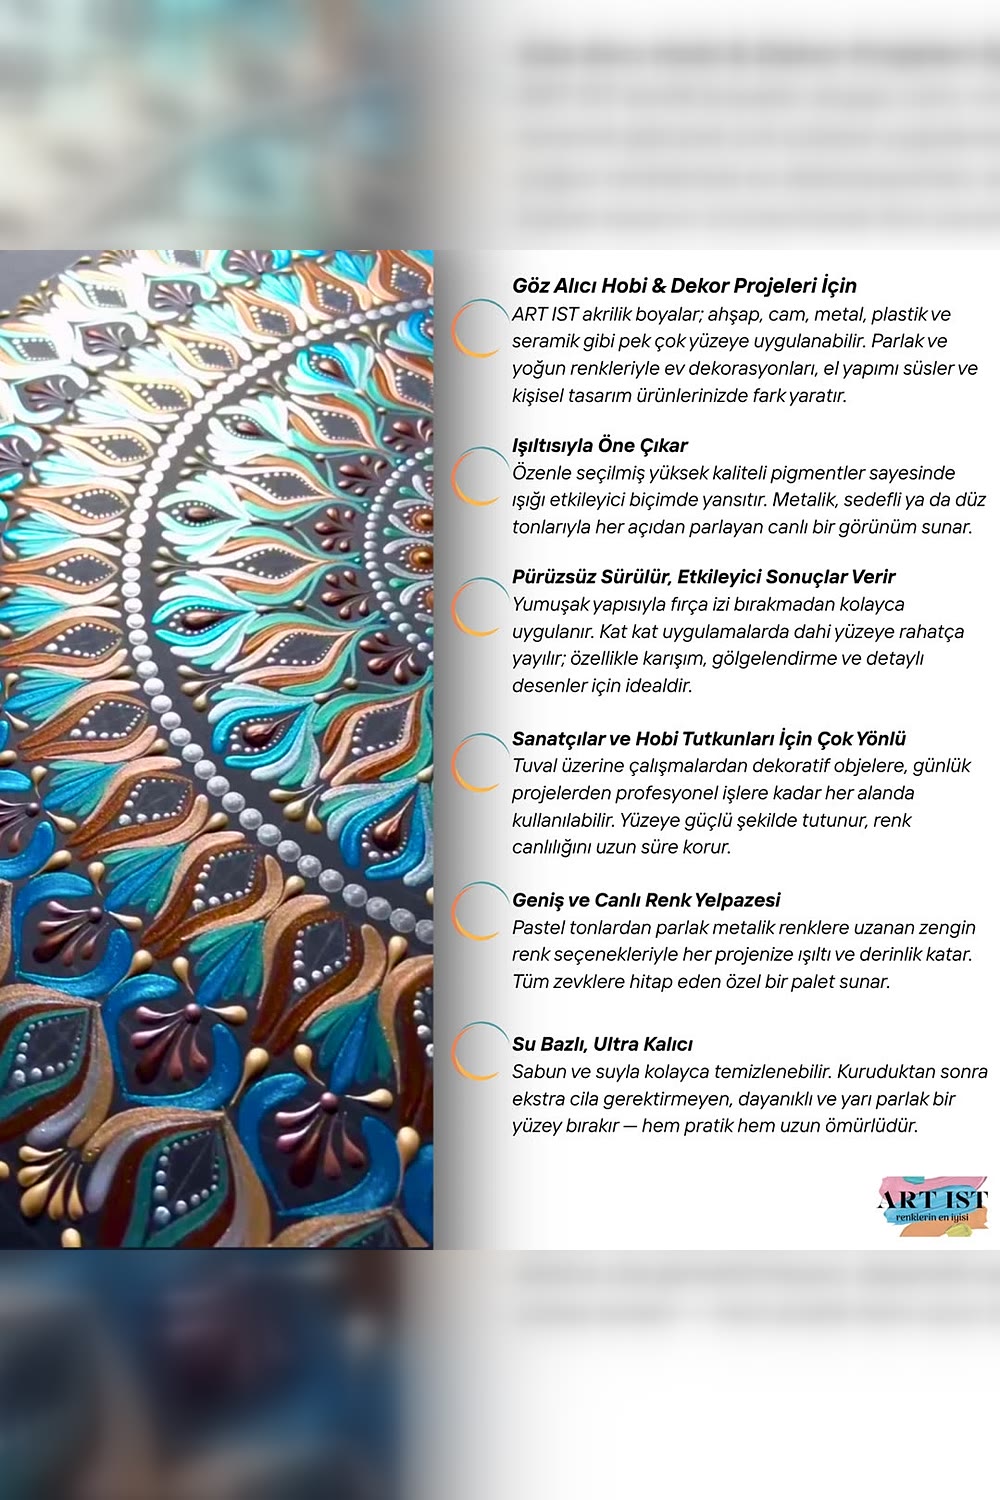 Göz Alıcı Hobi & Dekor Projeleri İçin
ART IST akrilik boyalar; ahşap, cam, metal, plastik ve
seramik gibi pek çok yüzeye uygulanabilir. Parlak ve
yoğun renkleriyle ev dekorasyonları, el yapımı süsler ve
kişisel tasarım ürünlerinizde fark yaratır.
Işıltısıyla Öne Çıkar
Özenle seçilmiş yüksek kaliteli pigmentler sayesinde
ışığı etkileyici biçimde yansıtır. Metalik, sedefli ya da düz
tonlarıyla her açıdan parlayan canlı bir görünüm sunar.
Pürüzsüz Sürülür, Etkileyici Sonuçlar Verir
Yumuşak yapısıyla fırça izi bırakmadan kolayca
uygulanır. Kat kat uygulamalarda dahi yüzeye rahatça
yayılır; özellikle karışım, gölgelendirme ve detaylı
desenler için idealdir.
Sanatçılar ve Hobi Tutkunları İçin Çok Yönlü
Tuval üzerine çalışmalardan dekoratif objelere, günlük
projelerden profesyonel işlere kadar her alanda
kullanılabilir. Yüzeye güçlü şekilde tutunur, renk
canlılığını uzun süre korur.
Geniş ve Canlı Renk Yelpazesi
Pastel tonlardan parlak metalik renklere uzanan zengin
renk seçenekleriyle her projenize ışıltı ve derinlik katar.
Tüm zevklere hitap eden özel bir palet sunar.
Su Bazlı, Ultra Kalıcı
Sabun ve suyla kolayca temizlenebilir. Kuruduktan sonra
ekstra cila gerektirmeyen, dayanıklı ve yarı parlak bir
yüzey bırakır — hem pratik hem uzun ömürlüdür.
ART IST
renklerin en iyisi